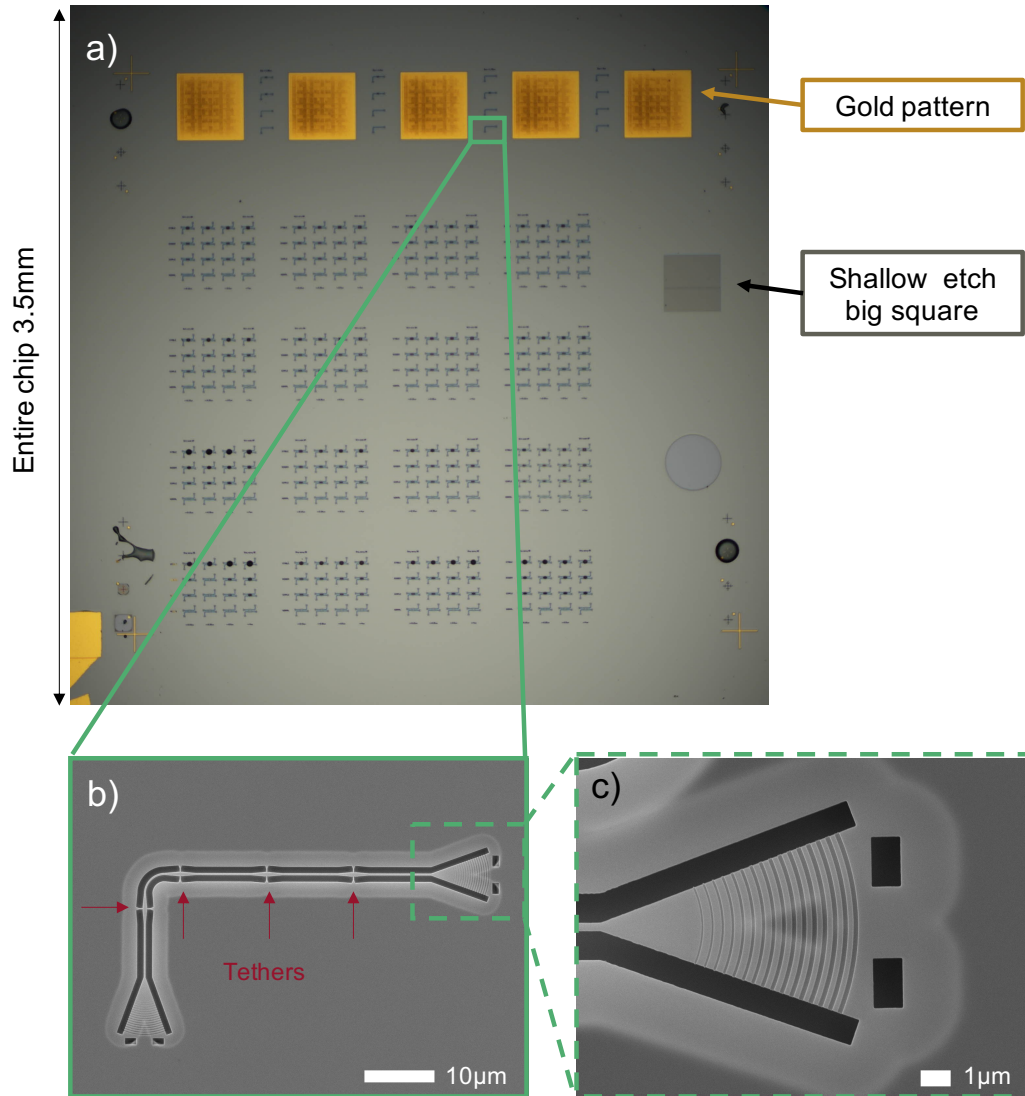 a)
Gold pattern
Shallow etch
big square
Entire chip 3.5mm
b)
Tethers
10µm
c)
1µm